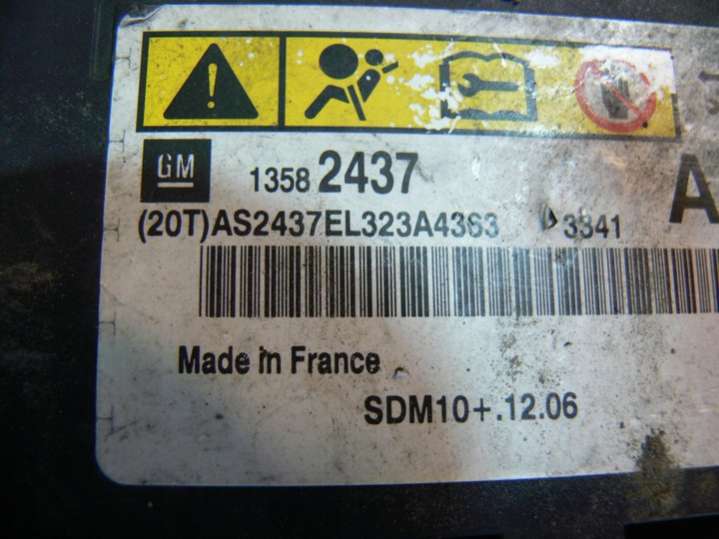 GM 1358 2437 A
(20T)AS2437EL323A4363 3341
Made in France
SDM10+.12.06